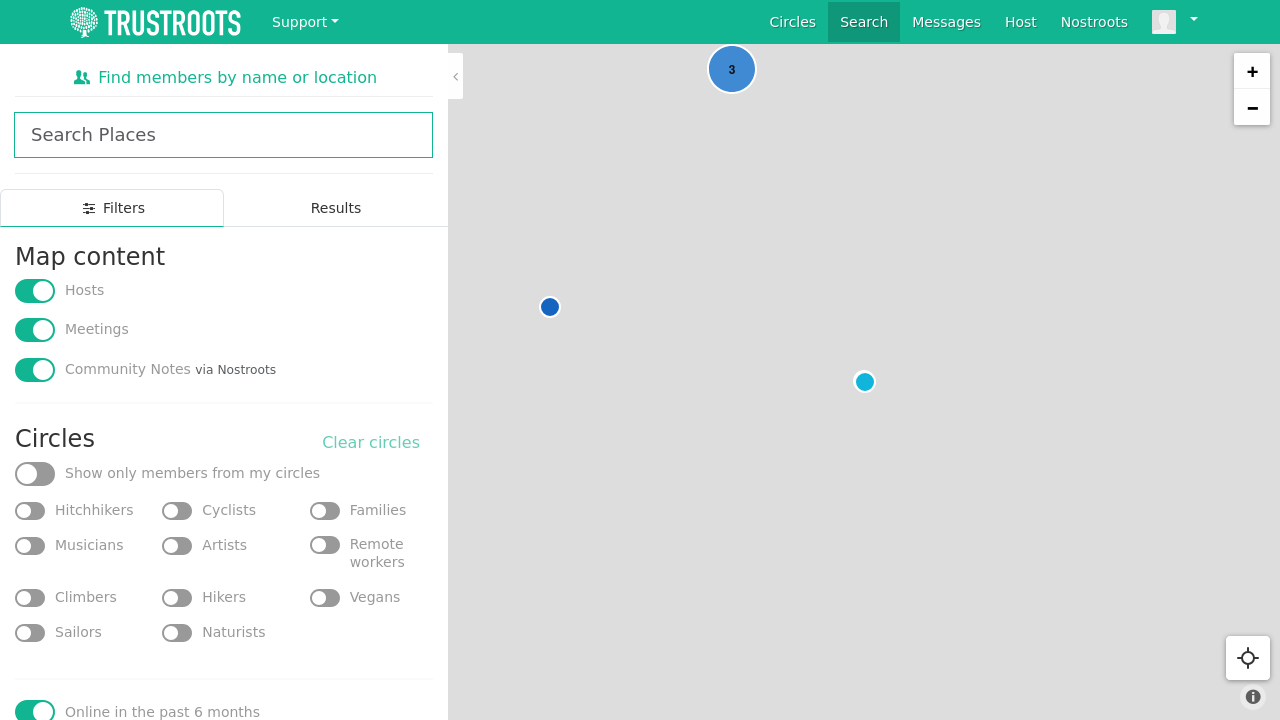 TRUSTROOTS Support Circles Search Messages Host Nostroots
Find members by name or location
3
+
Search Places
−
Filters Results
Map content
Hosts
Meetings
Community Notes via Nostroots
Circles Clear circles
Show only members from my circles
Hitchhikers Cyclists Families
Musicians Artists Remote workers
Climbers Hikers Vegans
Sailors Naturists
Online in the past 6 months